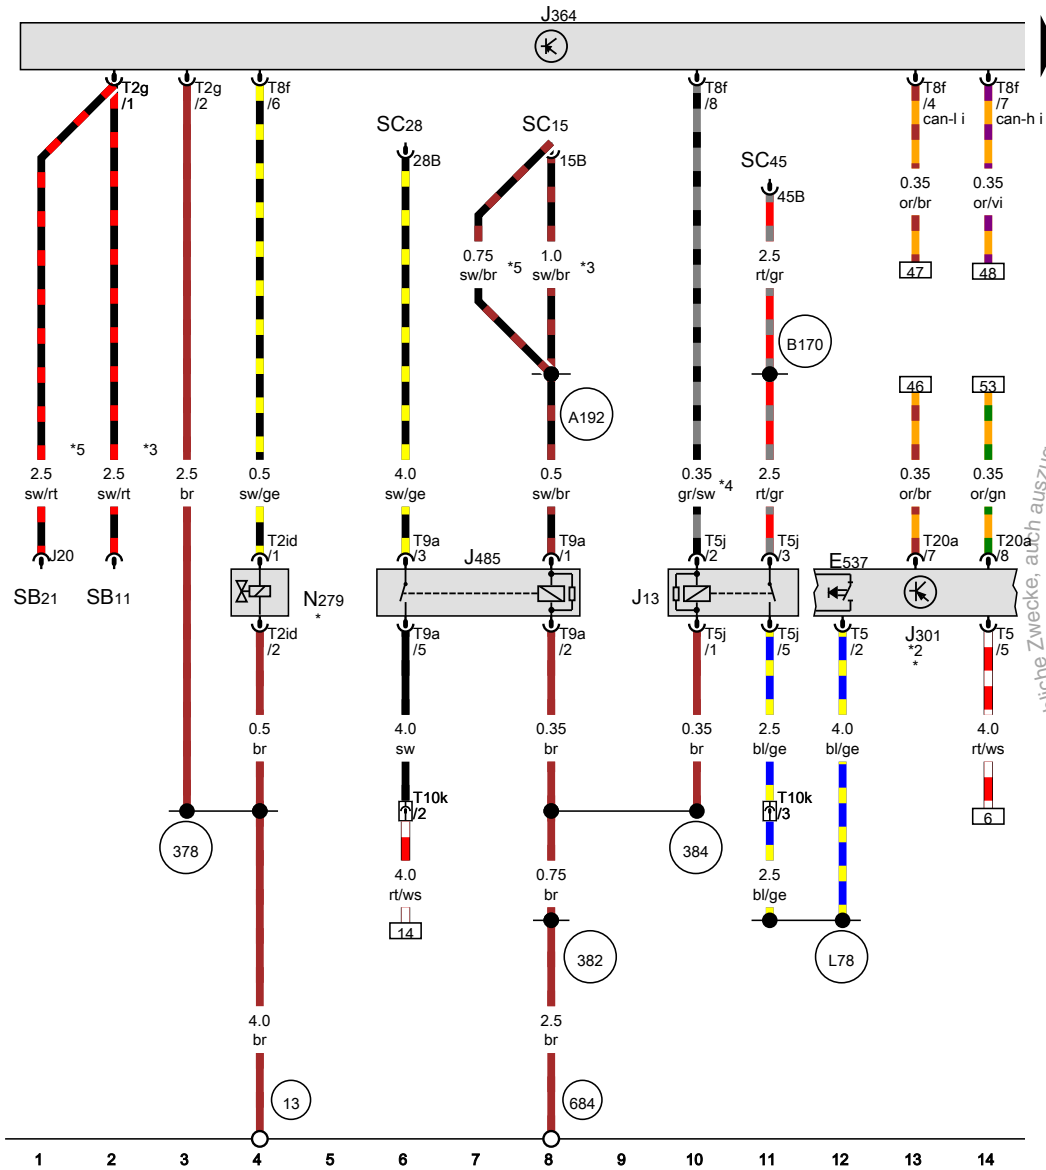 J364
T2g
/1
T2g
/2
T8f
/6
T8f
/8
T8f
/4
can-l i
T8f
/7
can-h i
SC28
28B
SC15
15B
SC45
45B
0.35
or/br
0.35
or/vi
0.75
sw/br
*5
1.0
sw/br
*3
2.5
rt/gr
47
48
B170
46
53
A192
*5
*3
2.5
sw/rt
2.5
sw/rt
2.5
br
0.5
sw/ge
4.0
sw/ge
0.5
sw/br
0.35
gr/sw
*4
2.5
rt/gr
0.35
or/br
0.35
or/gn
J20
T2id
/1
T9a
/3
J485
T9a
/1
T5j
/2
T5j
/3
E537
T20a
/7
T20a
/8
SB21
SB11
N279
*
J13
T2id
/2
T9a
/5
T9a
/2
T5j
/1
T5j
/5
T5
/2
J301
*2
*
T5
/5
liche Zwecke, auch auszug
0.5
br
4.0
sw
0.35
br
0.35
br
2.5
bl/ge
4.0
bl/ge
4.0
rt/ws
T10k
/2
T10k
/3
6
378
384
4.0
rt/ws
0.75
br
2.5
bl/ge
14
382
L78
4.0
br
2.5
br
13
684
1 2 3 4 5 6 7 8 9 10 11 12 13 14